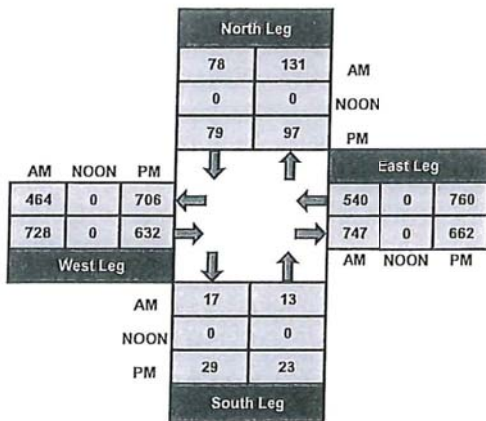 North Leg
78 131 AM
0 0 NOON
79 97 PM
AM NOON PM
East Leg
464 0 706
540 0 760
728 0 632
747 0 662
West Leg
AM NOON PM
AM 17 13
NOON 0 0
PM 29 23
South Leg